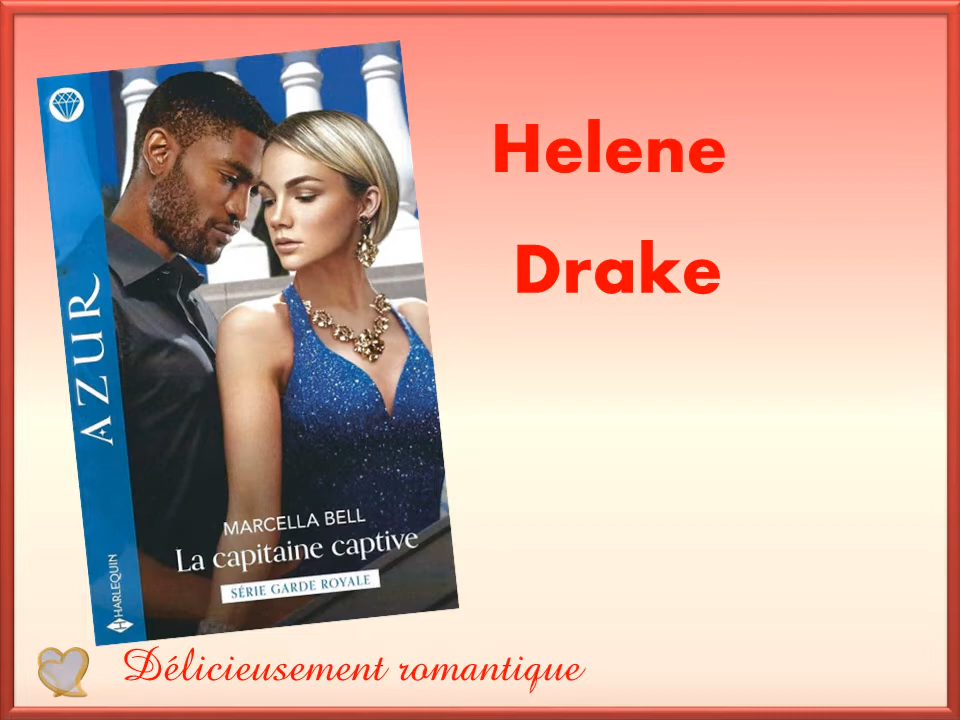 Helene
Drake
AZUR
HARLEQUIN
MARCELLA BELL
La capitaine captive
SÉRIE GARDE ROYALE
Délicieusement romantique